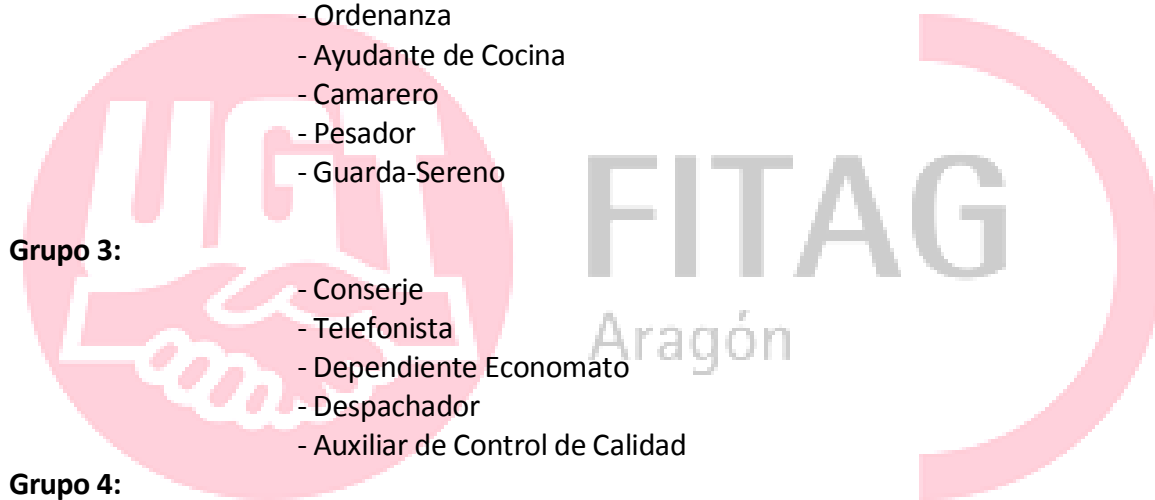 - Ordenanza
- Ayudante de Cocina
- Camarero
- Pesador
- Guarda-Sereno
UGT
FITAG
Aragón
Grupo 3:
- Conserje
- Telefonista
- Dependiente Economato
- Despachador
- Auxiliar de Control de Calidad
Grupo 4: